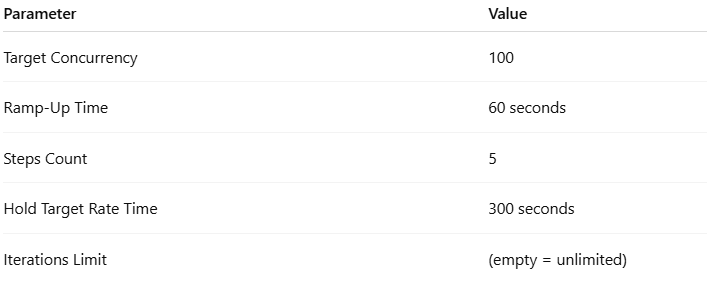 Parameter Value
Target Concurrency 100
Ramp-Up Time 60 seconds
Steps Count 5
Hold Target Rate Time 300 seconds
Iterations Limit (empty = unlimited)